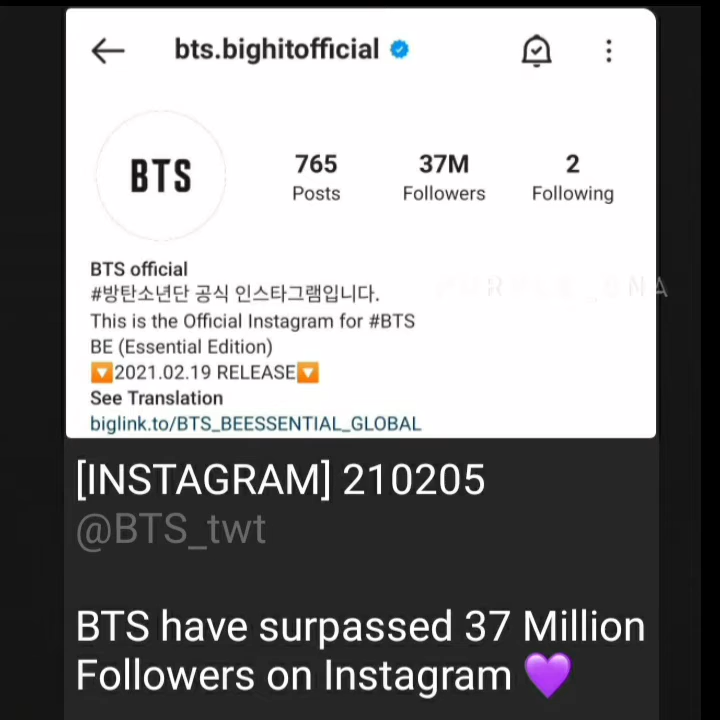 bts.bighitofficial
BTS
765 37M 2
Posts Followers Following
BTS official
#방탄소년단 공식 인스타그램입니다.
This is the Official Instagram for #BTS
BE (Essential Edition)
🔽2021.02.19 RELEASE🔽
See Translation
biglink.to/BTS_BEESSENTIAL_GLOBAL
[INSTAGRAM] 210205
@BTS_twt
BTS have surpassed 37 Million
Followers on Instagram 💜